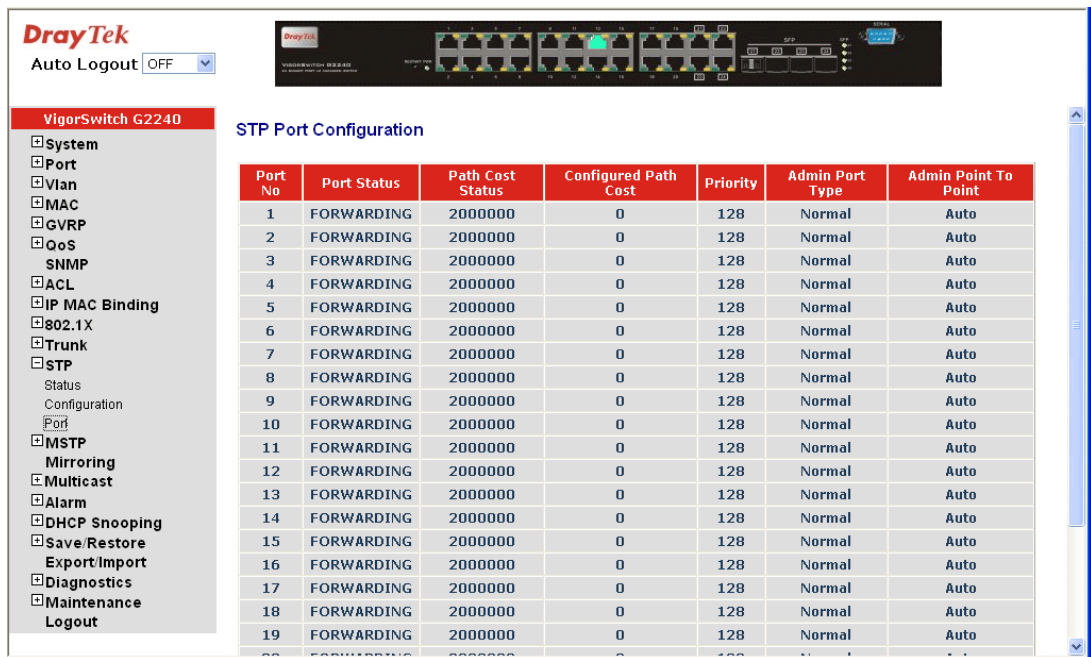 DrayTek
Auto Logout OFF
DrayTek
VIGORSWITCH G2240
SFP
SERIAL
VigorSwitch G2240
System
Port
Vlan
MAC
GVRP
QoS
SNMP
ACL
IP MAC Binding
802.1X
Trunk
STP
Status
Configuration
Port
MSTP
Mirroring
Multicast
Alarm
DHCP Snooping
Save/Restore
Export/Import
Diagnostics
Maintenance
Logout
STP Port Configuration
Port No Port Status Path Cost Status Configured Path Cost Priority Admin Port Type Admin Point To Point
1 FORWARDING 2000000 0 128 Normal Auto
2 FORWARDING 2000000 0 128 Normal Auto
3 FORWARDING 2000000 0 128 Normal Auto
4 FORWARDING 2000000 0 128 Normal Auto
5 FORWARDING 2000000 0 128 Normal Auto
6 FORWARDING 2000000 0 128 Normal Auto
7 FORWARDING 2000000 0 128 Normal Auto
8 FORWARDING 2000000 0 128 Normal Auto
9 FORWARDING 2000000 0 128 Normal Auto
10 FORWARDING 2000000 0 128 Normal Auto
11 FORWARDING 2000000 0 128 Normal Auto
12 FORWARDING 2000000 0 128 Normal Auto
13 FORWARDING 2000000 0 128 Normal Auto
14 FORWARDING 2000000 0 128 Normal Auto
15 FORWARDING 2000000 0 128 Normal Auto
16 FORWARDING 2000000 0 128 Normal Auto
17 FORWARDING 2000000 0 128 Normal Auto
18 FORWARDING 2000000 0 128 Normal Auto
19 FORWARDING 2000000 0 128 Normal Auto